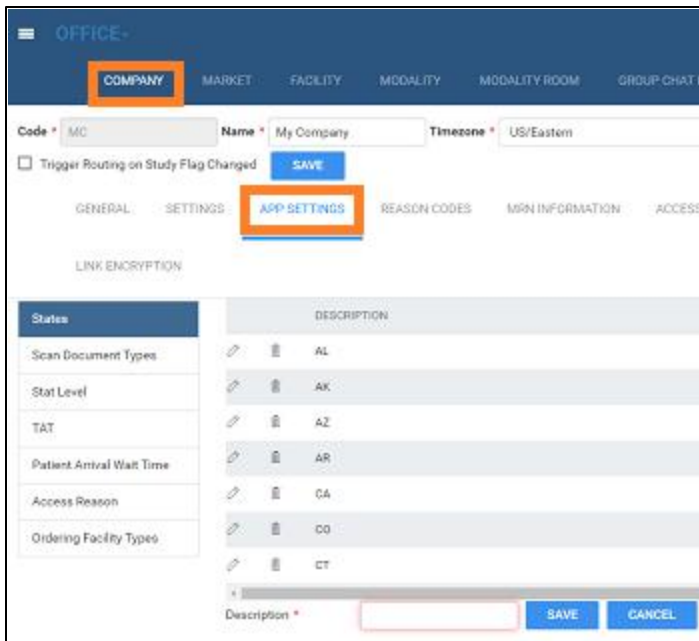 OFFICE-
COMPANY MARKET FACILITY MODALITY MODALITY ROOM GROUP CHAT
Code * MC Name * My Company Timezone * US/Eastern
Trigger Routing on Study Flag Changed SAVE
GENERAL SETTINGS APP SETTINGS REASON CODES MRN INFORMATION ACCESS
LINK ENCRYPTION
States DESCRIPTION
Scan Document Types AL
Stat Level AK
TAT AZ
Patient Arrival Wait Time AR
Access Reason CA
Ordering Facility Types CO
CT
Description * SAVE CANCEL